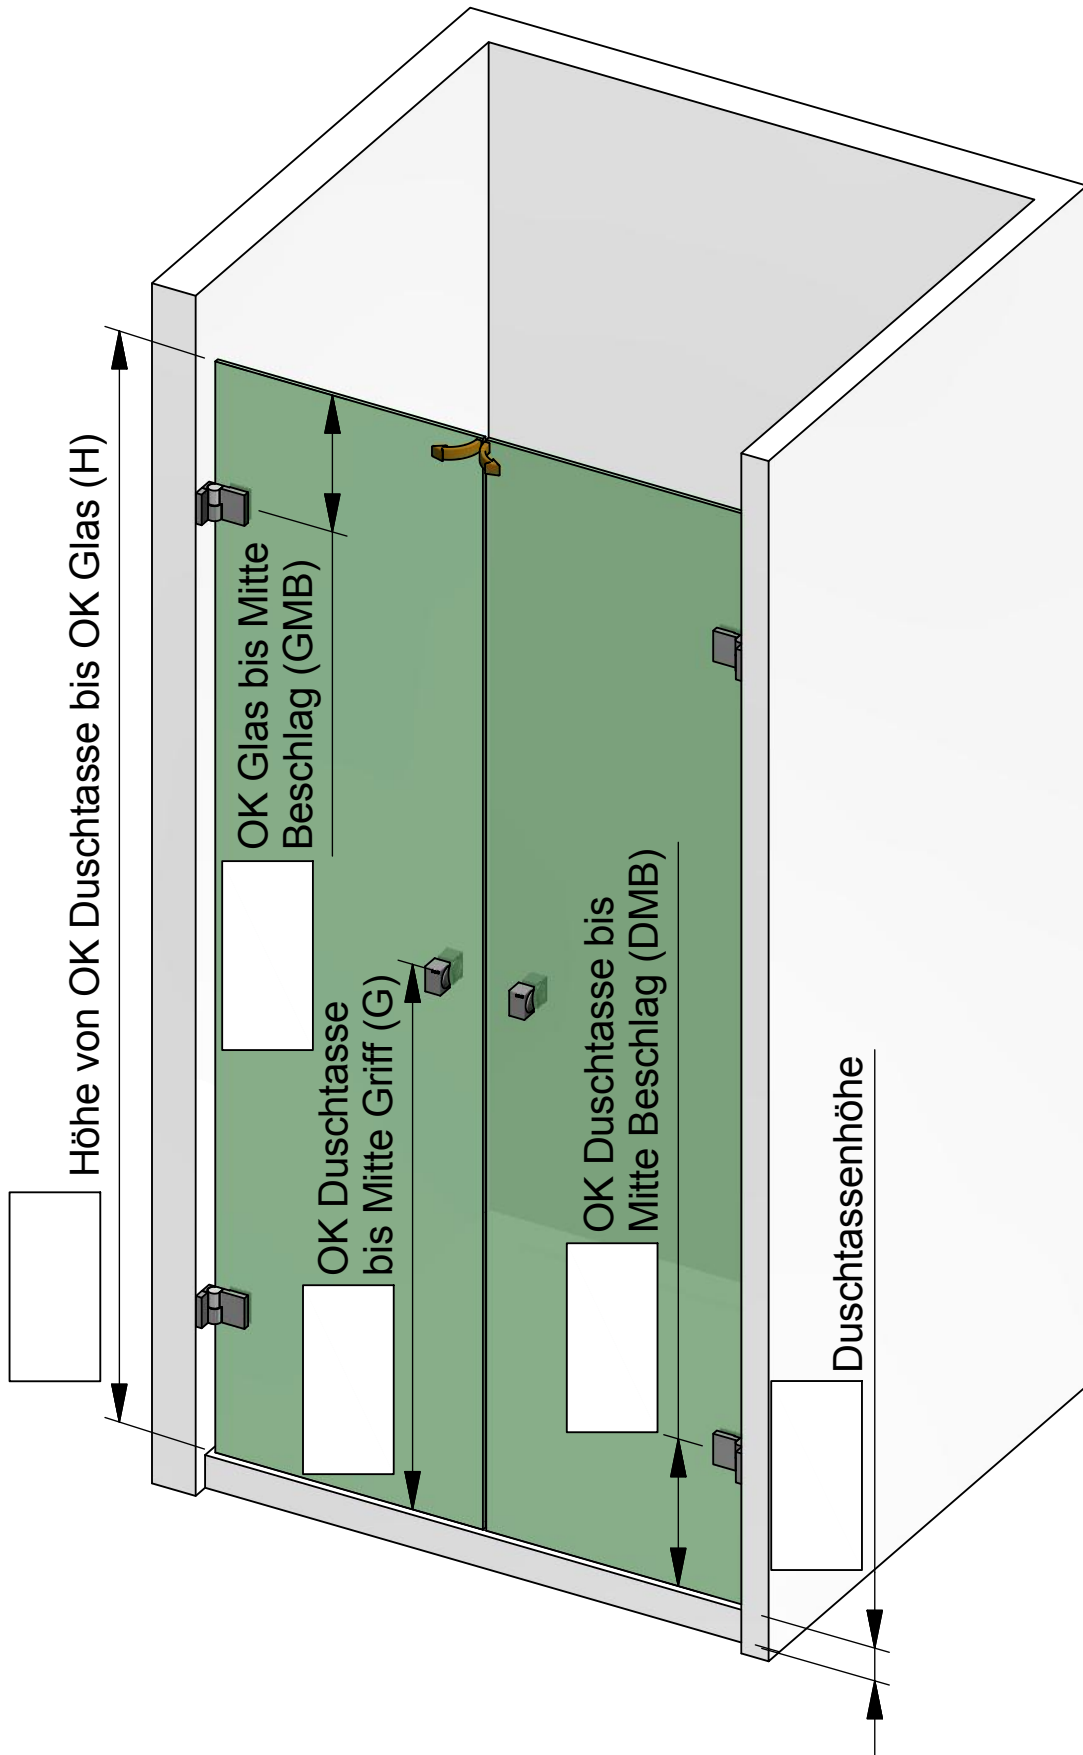 Höhe von OK Duschtasse bis OK Glas (H)
OK Glas bis Mitte
Beschlag (GMB)
OK Duschtasse
bis Mitte Griff (G)
OK Duschtasse bis
Mitte Beschlag (DMB)
Duschtassenhöhe